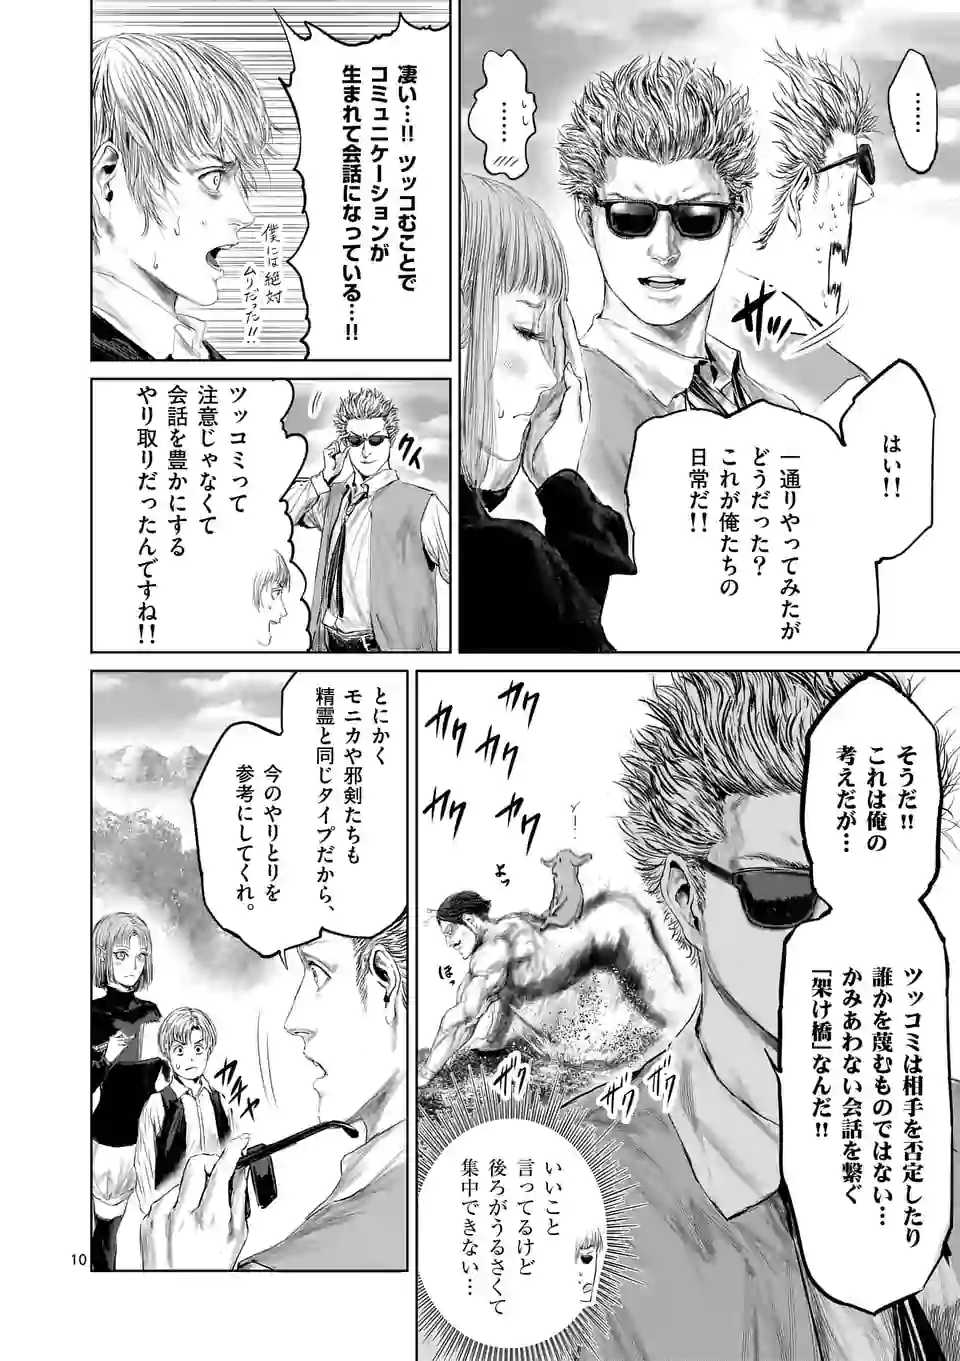 ……
……
はい!!
一通りやってみたが
どうだった?
これが俺たちの
日常だ!!
ガッ
凄い…!! ツッコむことで
コミュニケーションが
生まれて会話になっている…!!
僕には絶対
ムリだった!!
クイ
ツッコミって
注意じゃなくて
会話を豊かにする
やり取りだったんですね!!
そうだ!!
これは俺の
考えだが…
ツッコミは相手を否定したり
誰かを蔑むものではない…
かみあわない会話を繋ぐ
「架け橋」なんだ!!
カッ
カッ
カッ
カッ
よっ
はっ
いいこと
言ってるけど
後ろがうるさくて
集中できない…
とにかく
モニカや邪剣たちも
精霊と同じタイプだから、
今のやりとりを
参考にしてくれ。
カチャ
10